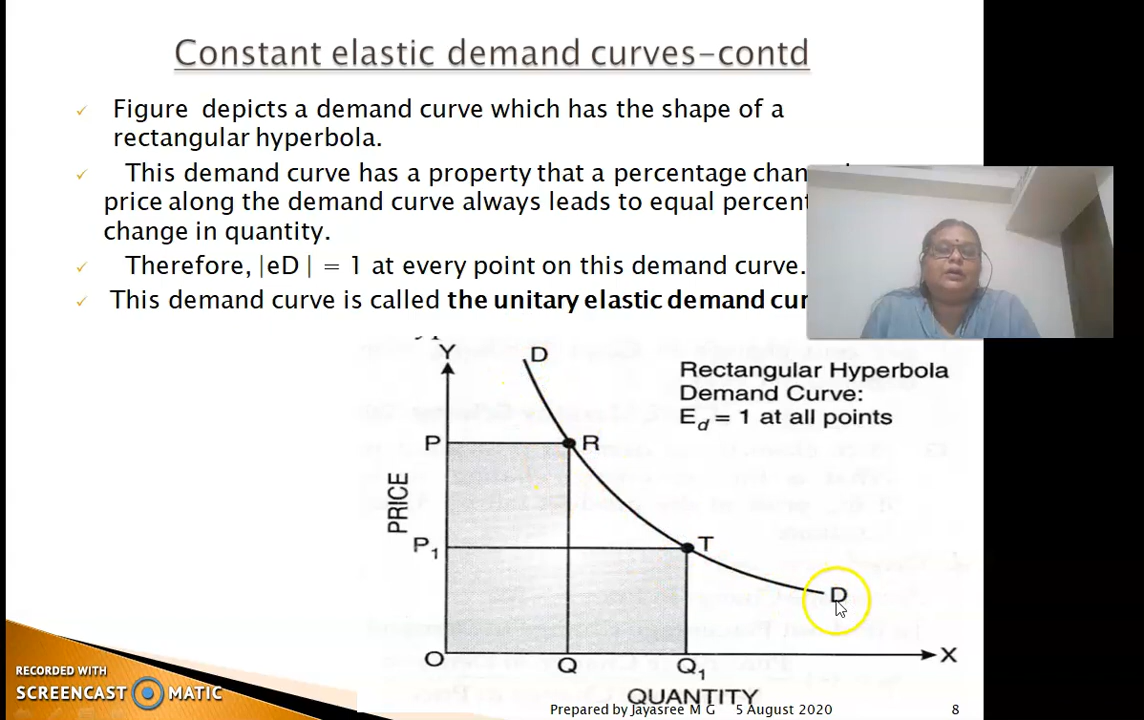 Constant elastic demand curves-contd
Figure depicts a demand curve which has the shape of a
rectangular hyperbola.
This demand curve has a property that a percentage
price along the demand curve always leads to equal
change in quantity.
Therefore, |eD | = 1 at every point on this demand curve.
This demand curve is called the unitary elastic demand
Y
D
Rectangular Hyperbola
Demand Curve:
E d = 1 at all points
P
R
PRICE
P1
T
D
O
Q
Q1
X
QUANTITY
RECORDED WITH
SCREENCAST MATIC
Prepared by Jayasree M G 5 August 2020 8